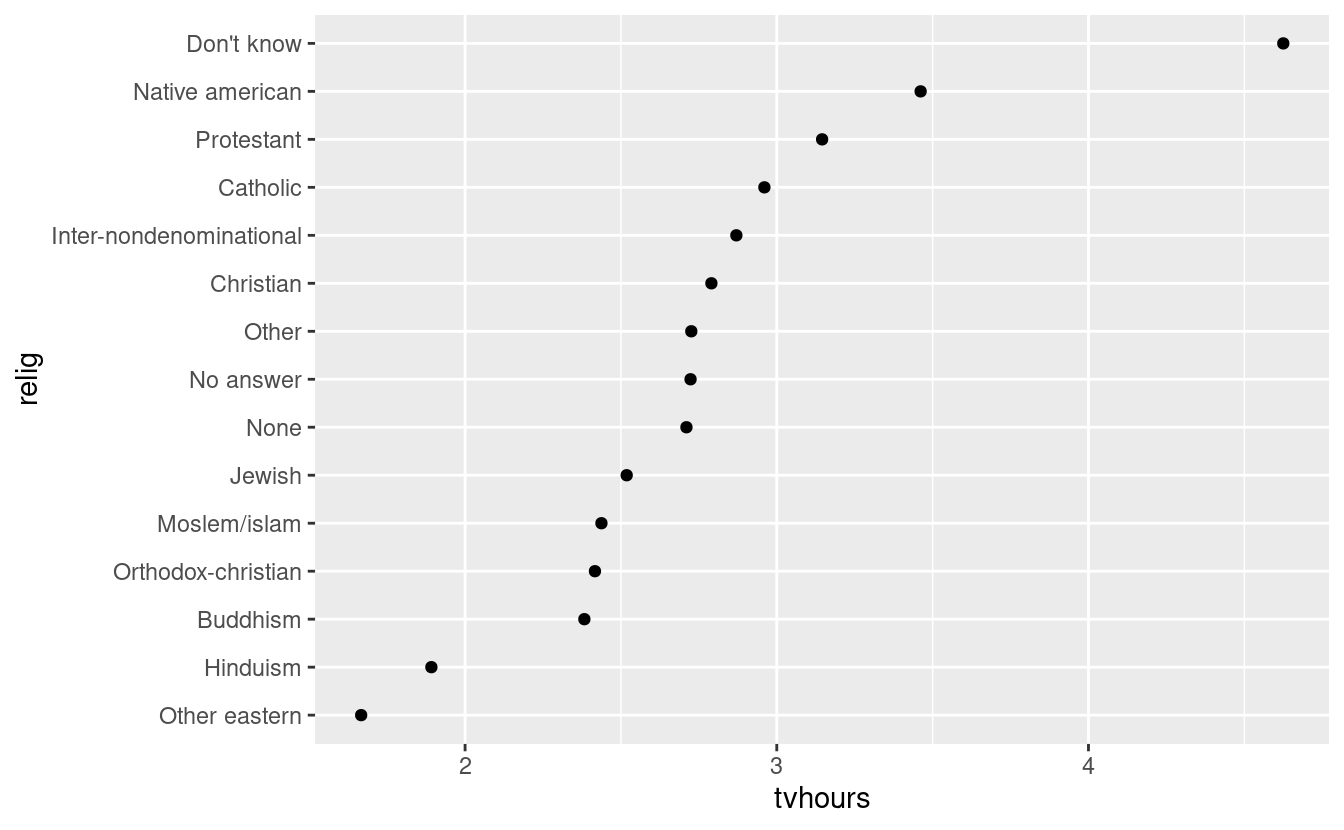 Don't know
Native american
Protestant
Catholic
Inter-nondenominational
Christian
Other
No answer
None
Jewish
Moslem/islam
Orthodox-christian
Buddhism
Hinduism
Other eastern
relig
2 3 4
tvhours